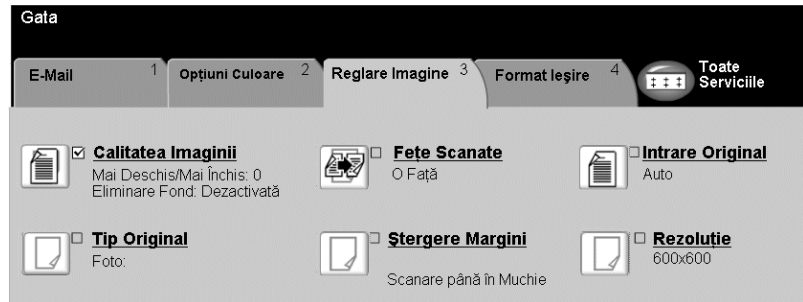 Gata
E-Mail 1
Opțiuni Culoare 2
Reglare Imagine 3
Format Ieșire 4
Toate
Serviciile
Calitatea Imaginii
Mai Deschis/Mai Închis: 0
Eliminare Fond: Dezactivată
Fețe Scanate
O Față
Intrare Original
Auto
Tip Original
Foto:
Ștergere Margini
Scanare până în Muchie
Rezoluție
600x600